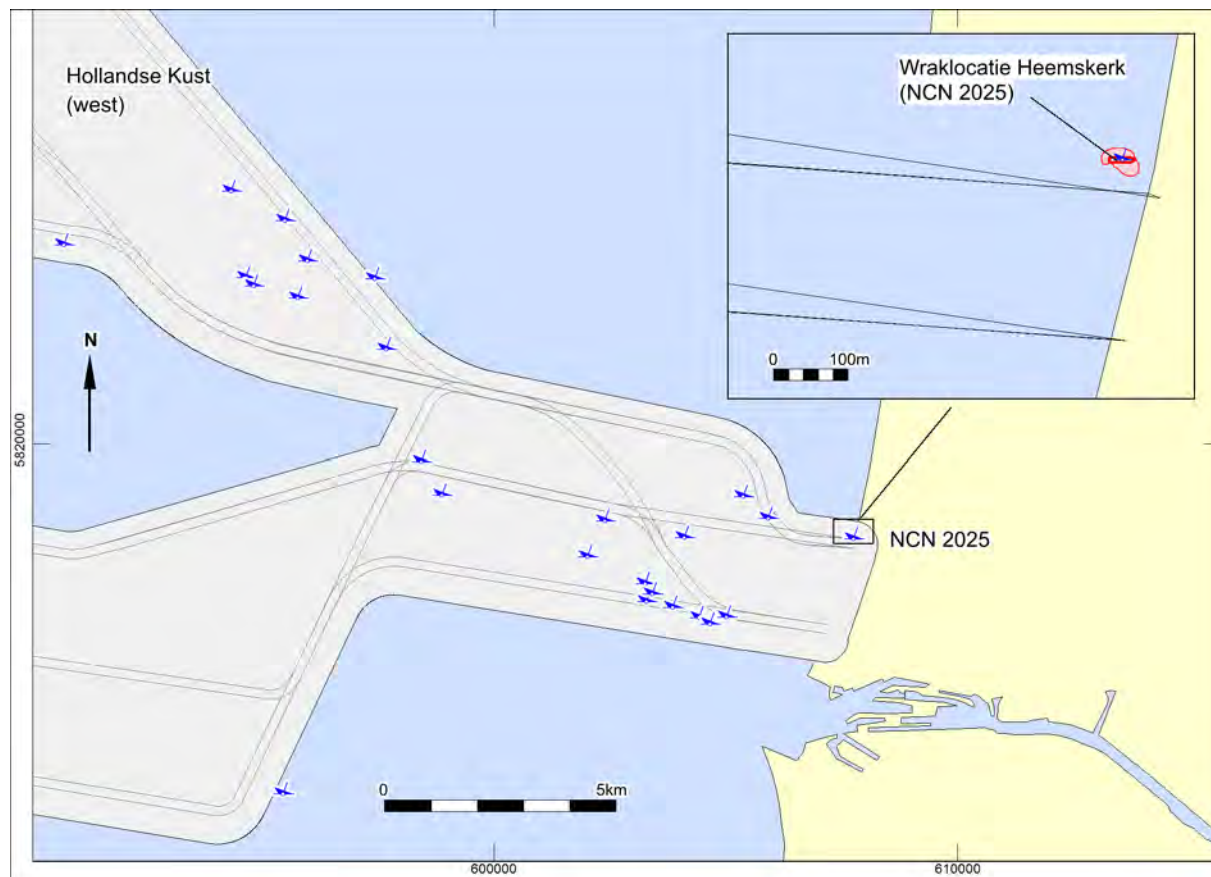 Hollandse Kust
(west)
Wraklocatie Heemskerk
(NCN 2025)
0
100m
N
5820000
NCN 2025
0
5km
600000
610000